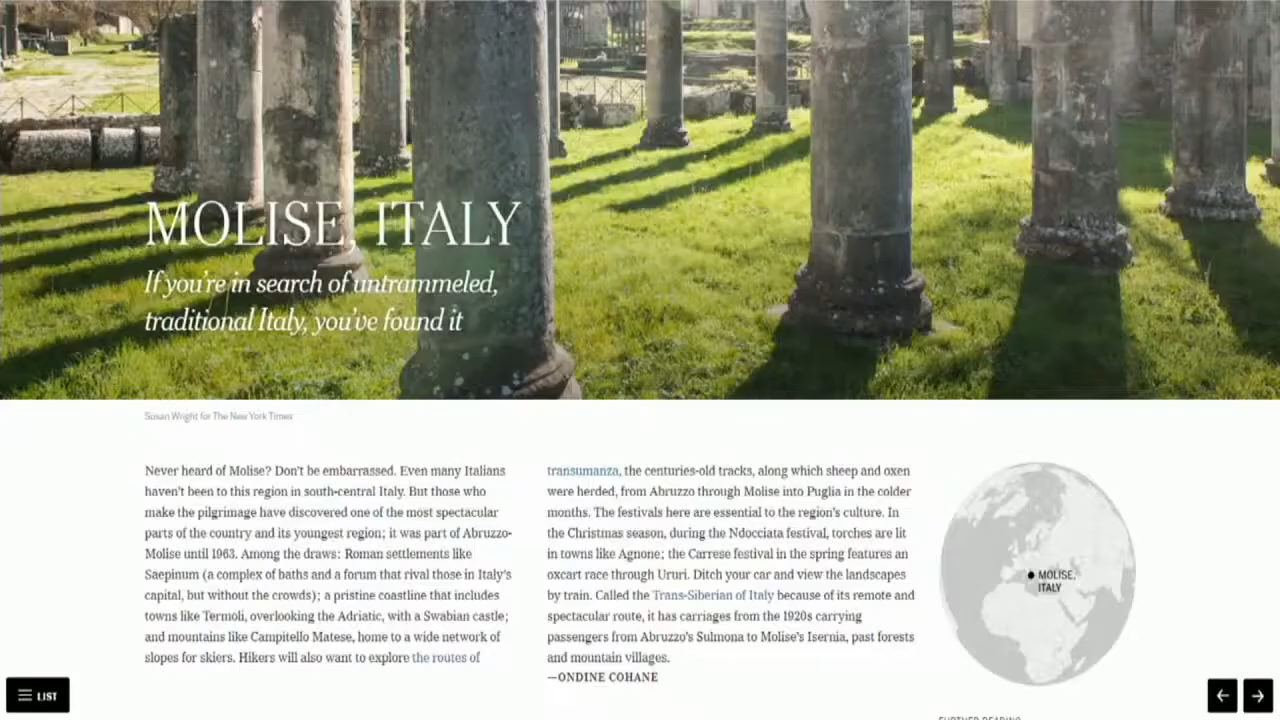 MOLISE, ITALY
If you're in search of untrammeled,
traditional Italy, you've found it
Susan Wright for The New York Times
Never heard of Molise? Don't be embarrassed. Even many Italians
haven't been to this region in south-central Italy. But those who
make the pilgrimage have discovered one of the most spectacular
parts of the country and its youngest region; it was part of Abruzzo-
Molise until 1963. Among the draws: Roman settlements like
Saepinum (a complex of baths and a forum that rival those in Italy's
capital, but without the crowds); a pristine coastline that includes
towns like Termoli, overlooking the Adriatic, with a Swabian castle;
and mountains like Campitello Matese, home to a wide network of
slopes for skiers. Hikers will also want to explore the routes of
transumanza, the centuries-old tracks, along which sheep and oxen
were herded, from Abruzzo through Molise into Puglia in the colder
months. The festivals here are essential to the region's culture. In
the Christmas season, during the Ndocciata festival, torches are lit
in towns like Agnone; the Carrese festival in the spring features an
oxcart race through Ururi. Ditch your car and view the landscapes
by train. Called the Trans-Siberian of Italy because of its remote and
spectacular route, it has carriages from the 1920s carrying
passengers from Abruzzo's Sulmona to Molise's Isernia, past forests
and mountain villages.
—ONDINE COHANE
MOLISE,
ITALY
FURTHER READING
LIST